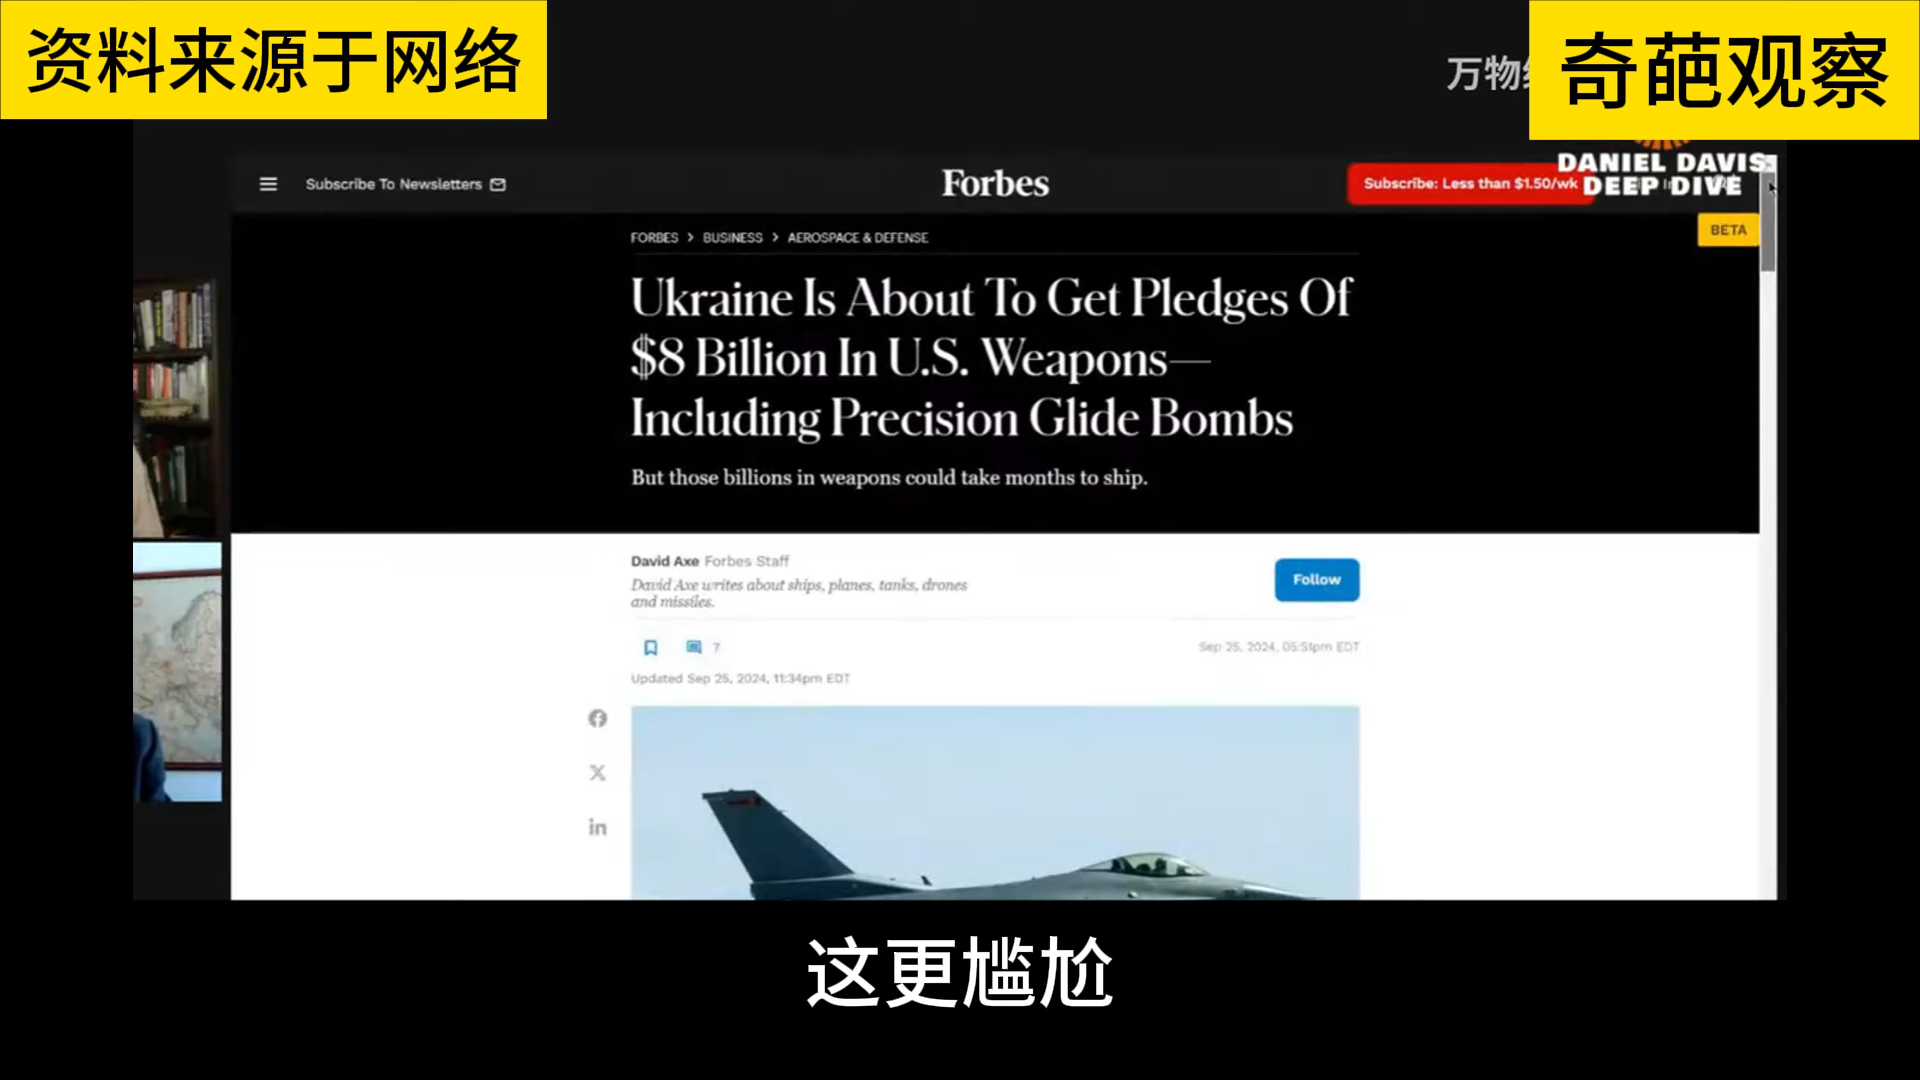 资料来源于网络
万物
奇葩观察
DANIEL DAVIS
DEEP DIVE
Subscribe To Newsletters
Forbes
Subscribe: Less than $1.50/wk
BETA
FORBES > BUSINESS > AEROSPACE & DEFENSE
Ukraine Is About To Get Pledges Of
$8 Billion In U.S. Weapons—
Including Precision Glide Bombs
But those billions in weapons could take months to ship.
David Axe Forbes Staff
David Axe writes about ships, planes, tanks, drones
and missiles.
Follow
7
Sep 25, 2024, 05:51pm EDT
Updated Sep 25, 2024, 11:34pm EDT
这更尴尬